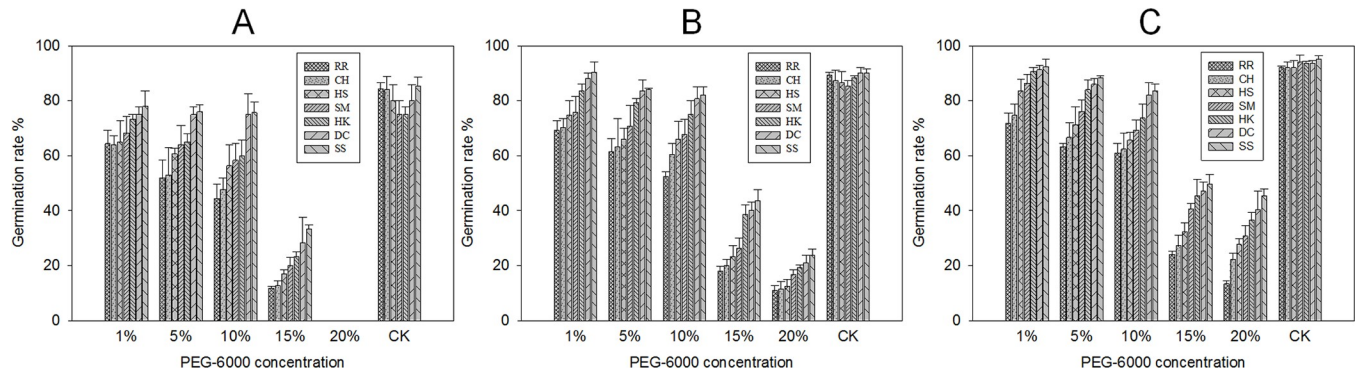 A
Germination rate %
100
80
60
40
20
0
RR
CH
HS
SM
HK
DC
SS
1% 5% 10% 15% 20% CK
PEG-6000 concentration
B
Germination rate %
100
80
60
40
20
0
RR
CH
HS
SM
HK
DC
SS
1% 5% 10% 15% 20% CK
PEG-6000 concentration
C
Germination rate %
100
80
60
40
20
0
RR
CH
HS
SM
HK
DC
SS
1% 5% 10% 15% 20% CK
PEG-6000 concentration